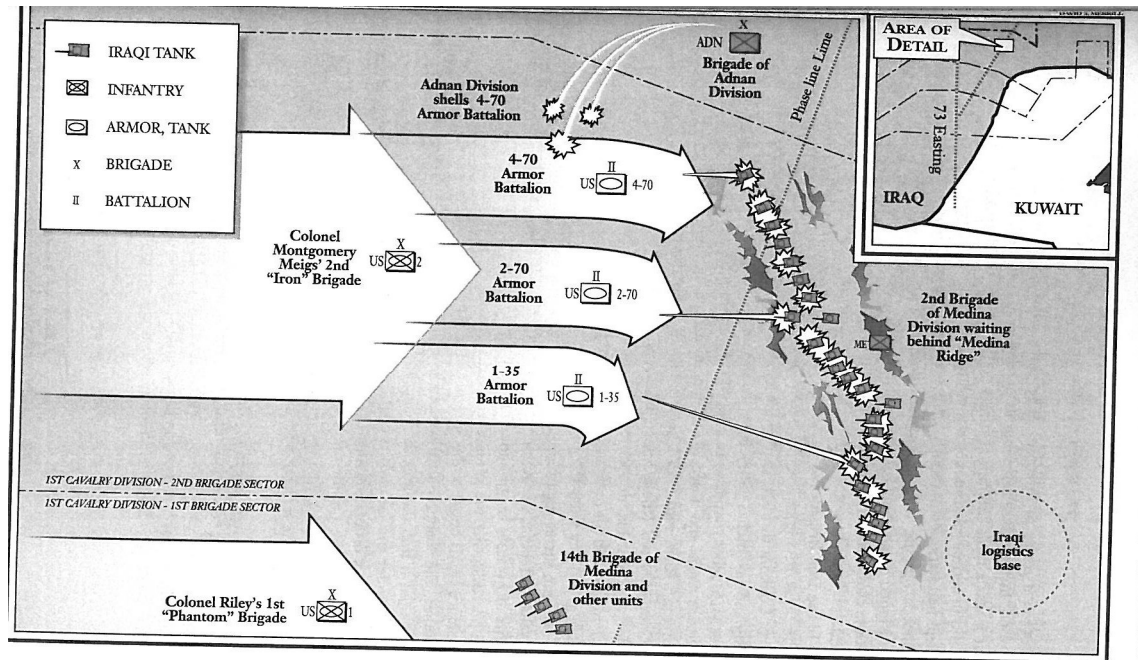 IRAQI TANK
INFANTRY
ARMOR, TANK
X BRIGADE
II BATTALION
Adnan Division
shells 4-70
Armor Battalion
X
ADN
Brigade of
Adnan
Division
Phase line Lime
AREA OF
DETAIL
73 Easting
IRAQ
KUWAIT
4-70
Armor
Battalion
II
US 4-70
Colonel
Montgomery
Meigs' 2nd
"Iron" Brigade
X
US 2
2-70
Armor
Battalion
II
US 2-70
1-35
Armor
Battalion
II
US 1-35
2nd Brigade
of Medina
Division waiting
behind "Medina
Ridge"
ME
1ST CAVALRY DIVISION - 2ND BRIGADE SECTOR
1ST CAVALRY DIVISION - 1ST BRIGADE SECTOR
Colonel Riley's 1st
"Phantom" Brigade
X
US 1
14th Brigade of
Medina
Division and
other units
Iraqi
logistics
base